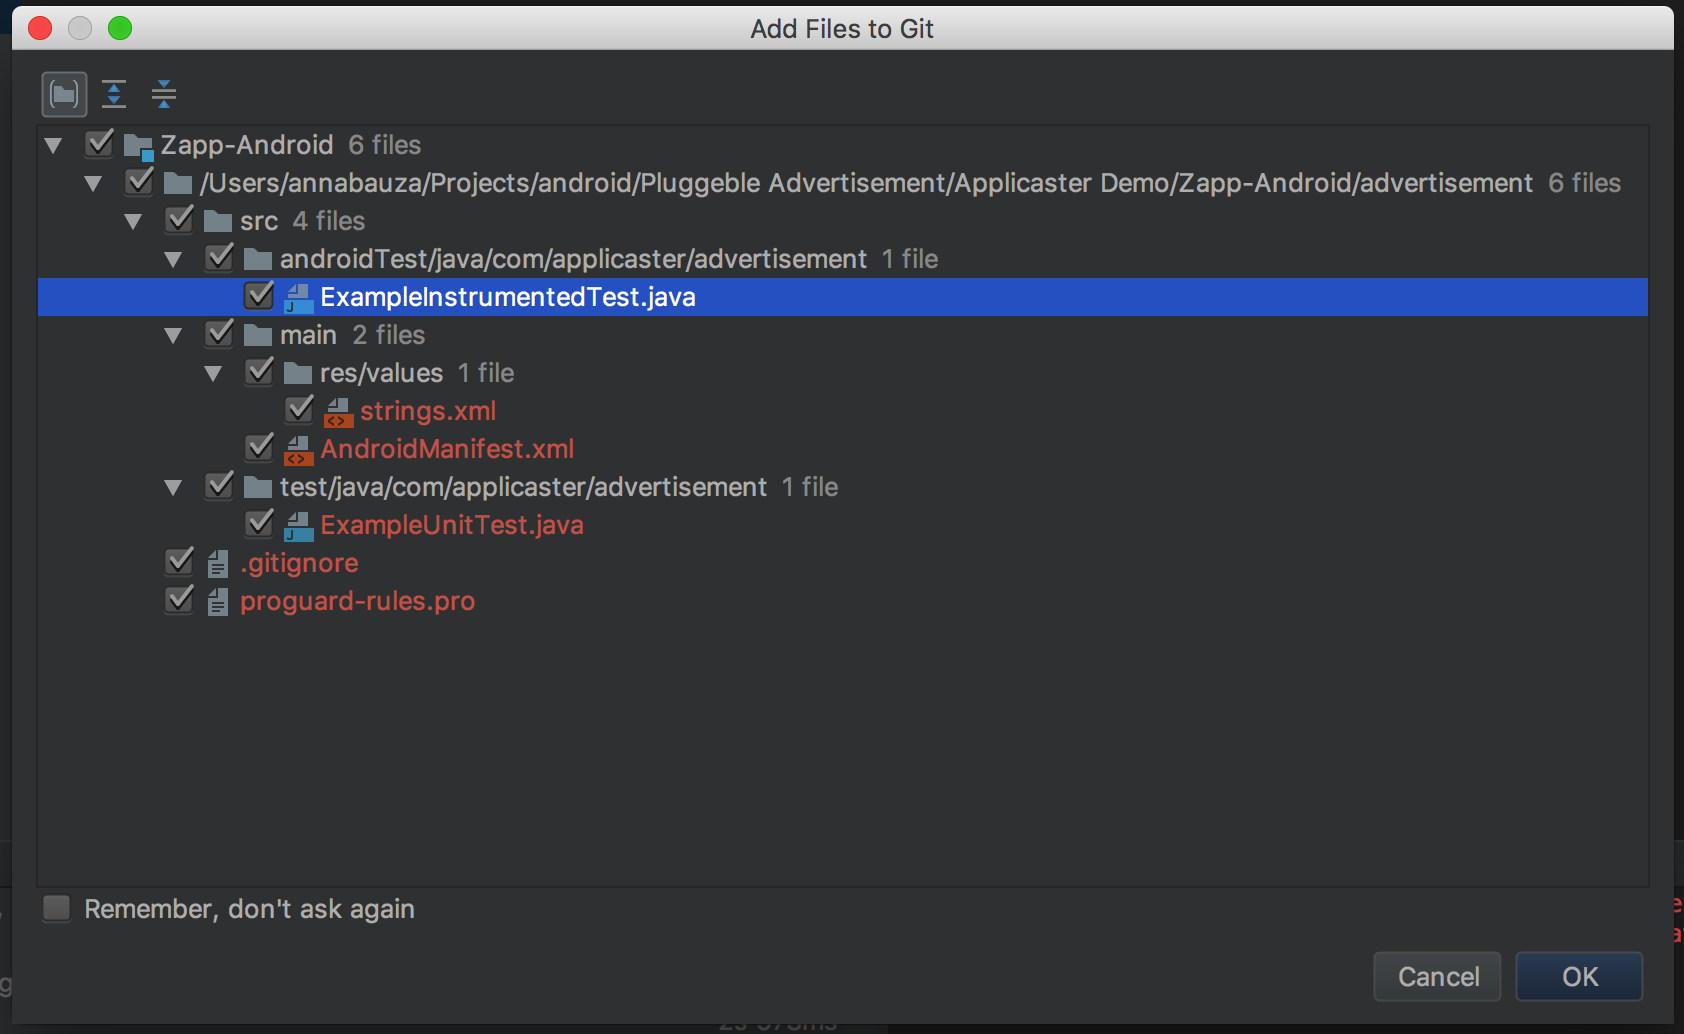 Add Files to Git
Zapp-Android 6 files
/Users/annabauza/Projects/android/Pluggeble Advertisement/Applicaster Demo/Zapp-Android/advertisement 6 files
src 4 files
androidTest/java/com/applicaster/advertisement 1 file
ExampleInstrumentedTest.java
main 2 files
res/values 1 file
strings.xml
AndroidManifest.xml
test/java/com/applicaster/advertisement 1 file
ExampleUnitTest.java
.gitignore
proguard-rules.pro
Remember, don't ask again
Cancel OK